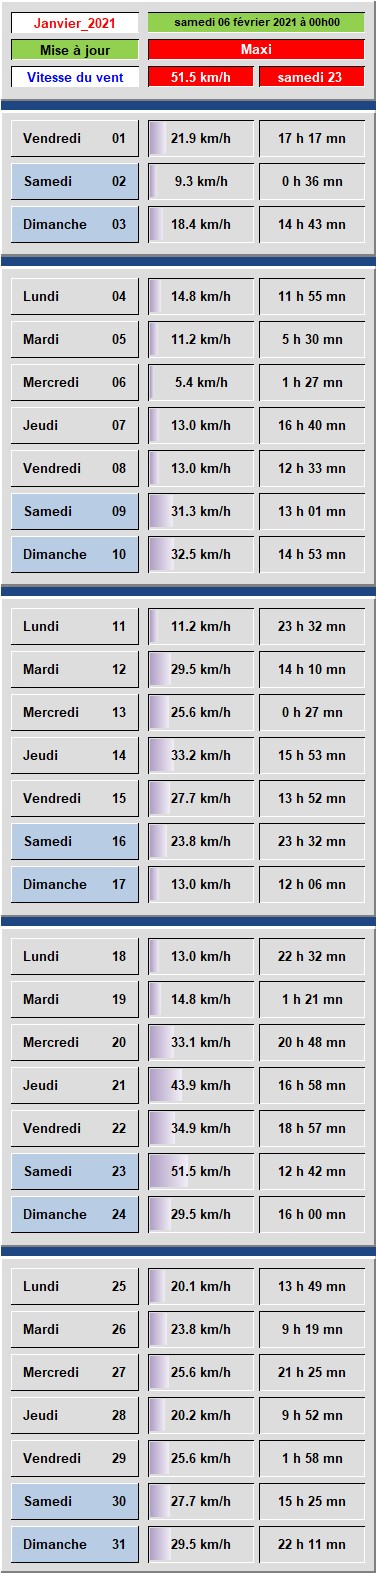 Janvier_2021 samedi 06 février 2021 à 00h00
Mise à jour Maxi
Vitesse du vent 51.5 km/h samedi 23
Vendredi 01 21.9 km/h 17 h 17 mn
Samedi 02 9.3 km/h 0 h 36 mn
Dimanche 03 18.4 km/h 14 h 43 mn
Lundi 04 14.8 km/h 11 h 55 mn
Mardi 05 11.2 km/h 5 h 30 mn
Mercredi 06 5.4 km/h 1 h 27 mn
Jeudi 07 13.0 km/h 16 h 40 mn
Vendredi 08 13.0 km/h 12 h 33 mn
Samedi 09 31.3 km/h 13 h 01 mn
Dimanche 10 32.5 km/h 14 h 53 mn
Lundi 11 11.2 km/h 23 h 32 mn
Mardi 12 29.5 km/h 14 h 10 mn
Mercredi 13 25.6 km/h 0 h 27 mn
Jeudi 14 33.2 km/h 15 h 53 mn
Vendredi 15 27.7 km/h 13 h 52 mn
Samedi 16 23.8 km/h 23 h 32 mn
Dimanche 17 13.0 km/h 12 h 06 mn
Lundi 18 13.0 km/h 22 h 32 mn
Mardi 19 14.8 km/h 1 h 21 mn
Mercredi 20 33.1 km/h 20 h 48 mn
Jeudi 21 43.9 km/h 16 h 58 mn
Vendredi 22 34.9 km/h 18 h 57 mn
Samedi 23 51.5 km/h 12 h 42 mn
Dimanche 24 29.5 km/h 16 h 00 mn
Lundi 25 20.1 km/h 13 h 49 mn
Mardi 26 23.8 km/h 9 h 19 mn
Mercredi 27 25.6 km/h 21 h 25 mn
Jeudi 28 20.2 km/h 9 h 52 mn
Vendredi 29 25.6 km/h 1 h 58 mn
Samedi 30 27.7 km/h 15 h 25 mn
Dimanche 31 29.5 km/h 22 h 11 mn